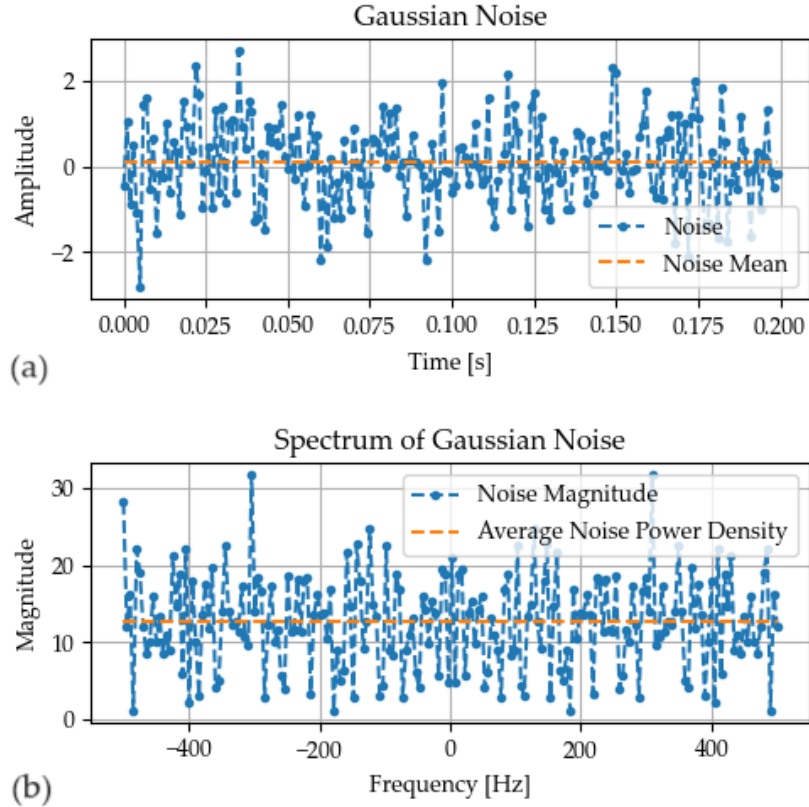 Gaussian Noise
2
0
−2
Amplitude
Noise
Noise Mean
0.000 0.025 0.050 0.075 0.100 0.125 0.150 0.175 0.200
Time [s]
(a)
Spectrum of Gaussian Noise
30
20
10
0
Magnitude
Noise Magnitude
Average Noise Power Density
−400 −200 0 200 400
Frequency [Hz]
(b)